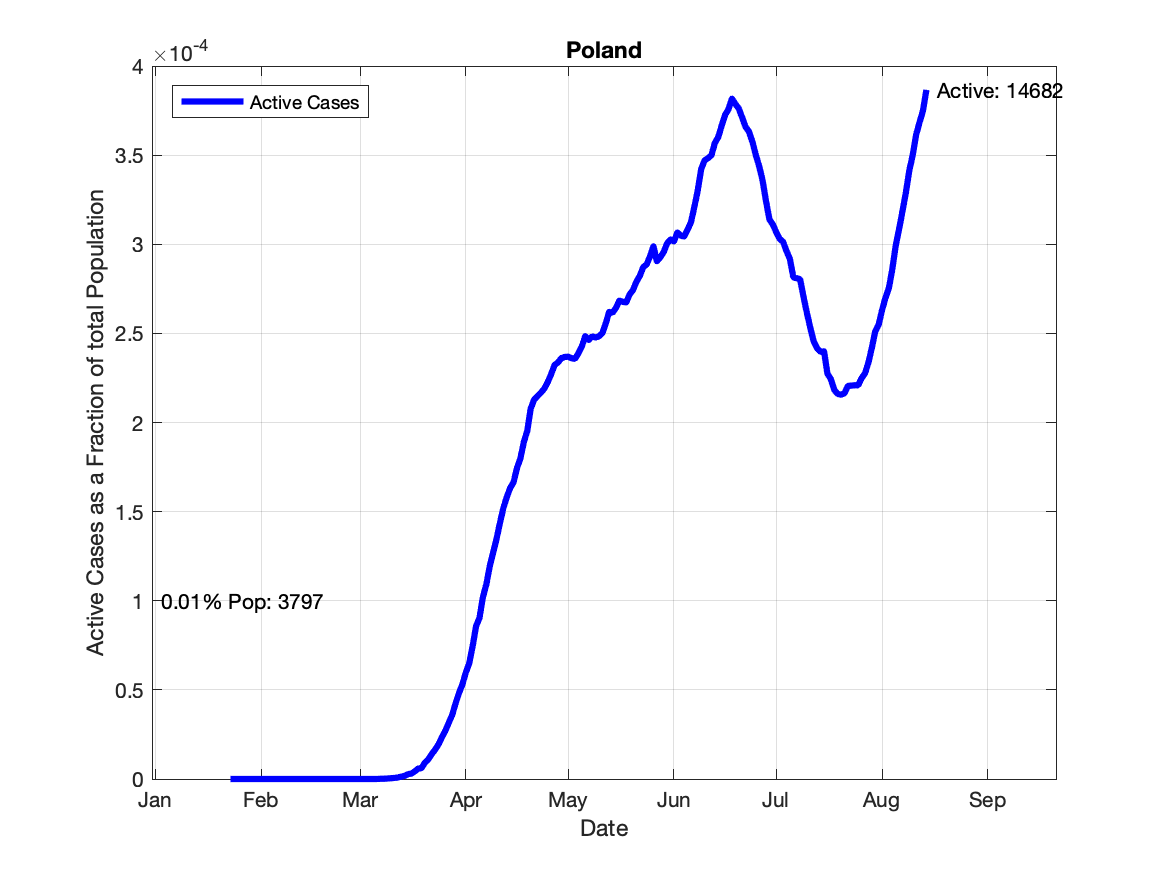 Poland
×10-4
4
3.5
3
2.5
2
1.5
1
0.5
0
Active Cases as a Fraction of total Population
Active Cases
Active: 14682
0.01% Pop: 3797
Jan Feb Mar Apr May Jun Jul Aug Sep
Date